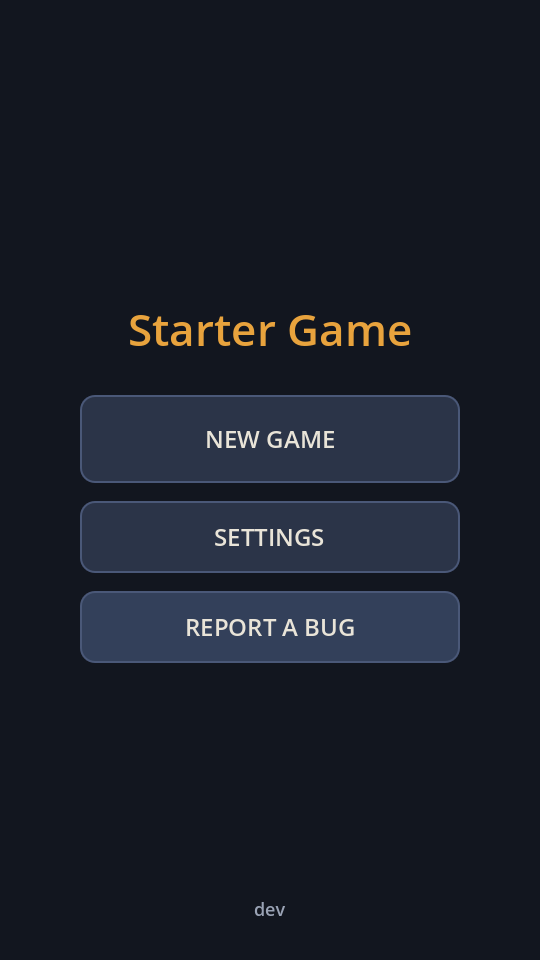 Starter Game
NEW GAME
SETTINGS
REPORT A BUG
dev